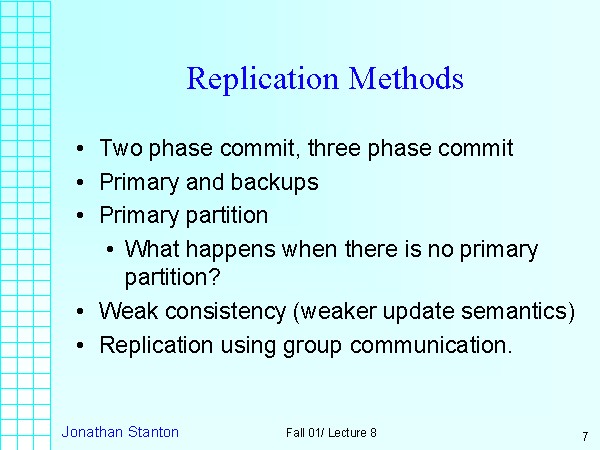 Replication Methods
• Two phase commit, three phase commit
• Primary and backups
• Primary partition
• What happens when there is no primary
partition?
• Weak consistency (weaker update semantics)
• Replication using group communication.
Jonathan Stanton
Fall 01/ Lecture 8
7